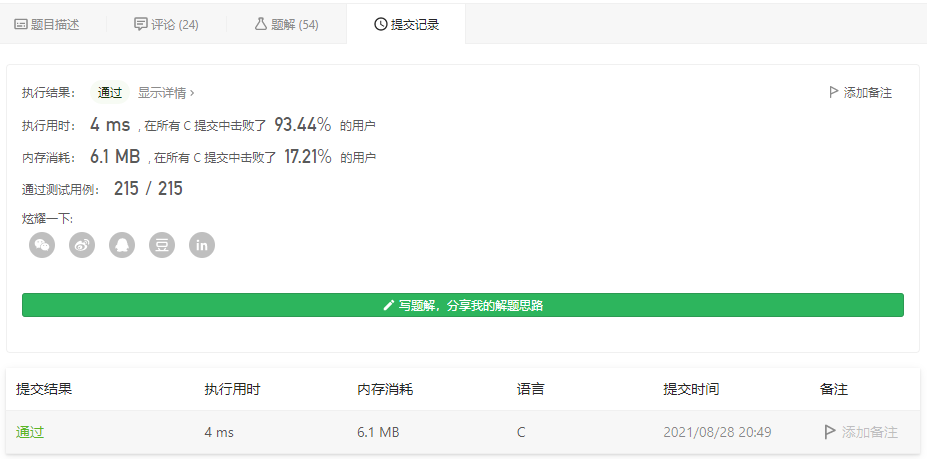 题目描述 评论 (24) 题解 (54) 提交记录
执行结果： 通过 显示详情 › 添加备注
执行用时： 4 ms , 在所有 C 提交中击败了 93.44% 的用户
内存消耗： 6.1 MB , 在所有 C 提交中击败了 17.21% 的用户
通过测试用例： 215 / 215
炫耀一下:
豆 in
写题解，分享我的解题思路
提交结果 执行用时 内存消耗 语言 提交时间 备注
通过 4 ms 6.1 MB C 2021/08/28 20:49 添加备注